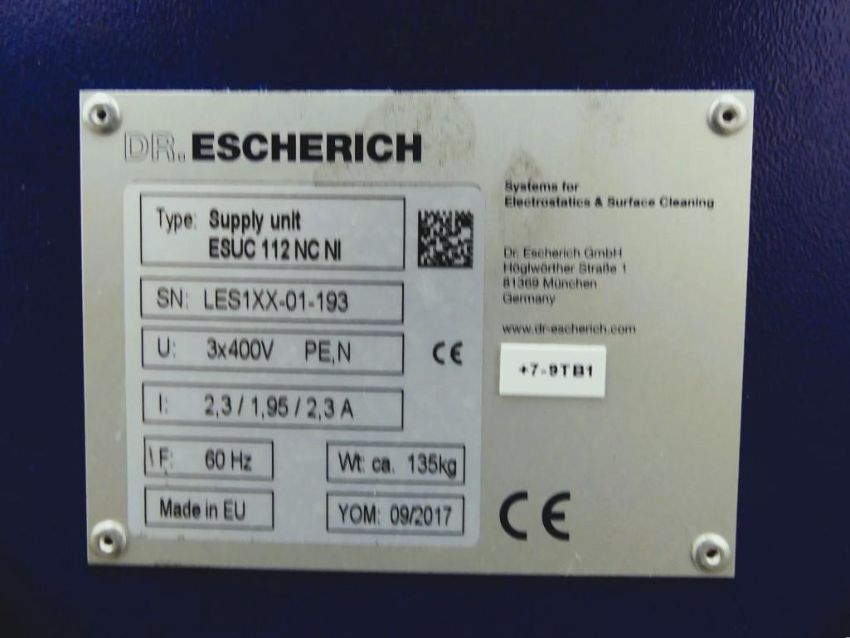 DR. ESCHERICH
Systems for
Electrostatics & Surface Cleaning
Type: Supply unit
ESUC 112 NC NI
Dr. Escherich GmbH
Höglwörther Straße 1
81369 München
Germany
www.dr-escherich.com
SN: LES1XX-01-193
U: 3x400V PE,N
CE
+7-9TB1
I: 2,3 / 1,95 / 2,3 A
F: 60 Hz
Wt: ca. 135kg
Made in EU
YOM: 09/2017
CE